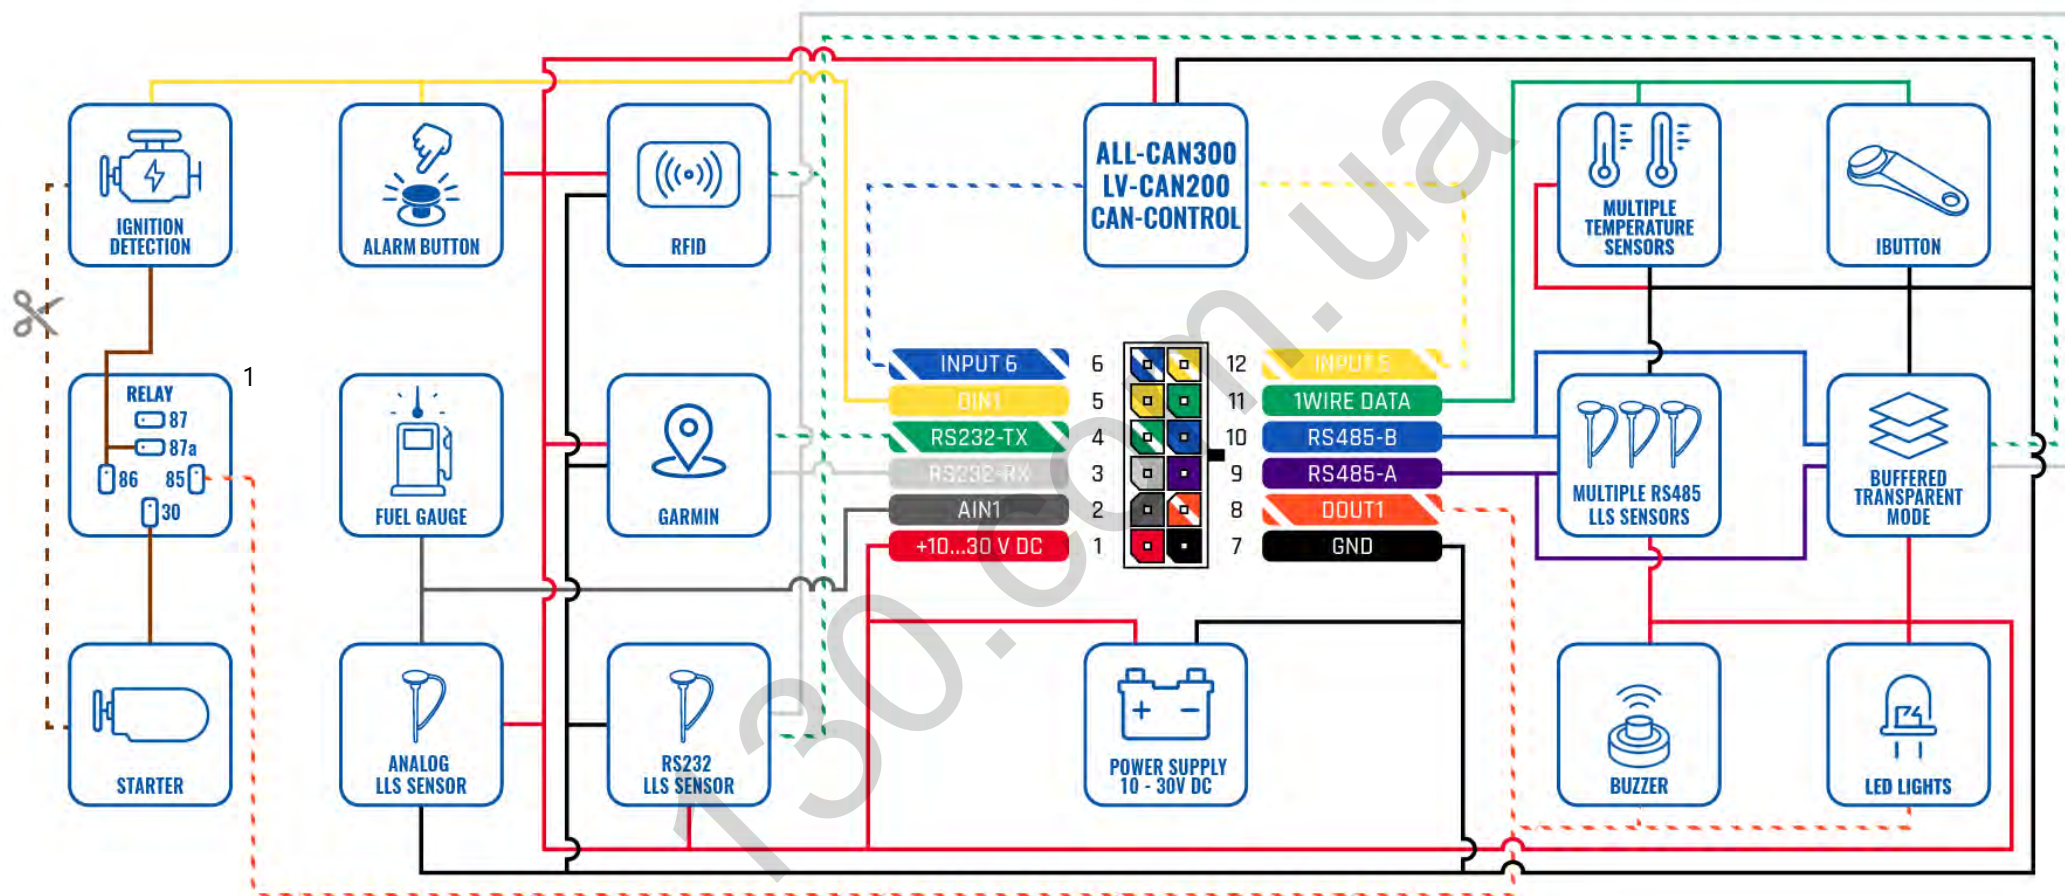 IGNITION
DETECTION
ALARM BUTTON
RFID
ALL-CAN300
LV-CAN200
CAN-CONTROL
MULTIPLE
TEMPERATURE
SENSORS
IBUTTON
RELAY
87
87a
86
85
30
1
FUEL GAUGE
GARMIN
INPUT 6 6 12 INPUT 5
DIN1 5 11 1WIRE DATA
RS232-TX 4 10 RS485-B
RS232-RX 3 9 RS485-A
AIN1 2 8 DOUT1
+10...30 V DC 1 7 GND
MULTIPLE RS485
LLS SENSORS
BUFFERED
TRANSPARENT
MODE
STARTER
ANALOG
LLS SENSOR
RS232
LLS SENSOR
+ −
POWER SUPPLY
10 - 30V DC
BUZZER
LED LIGHTS
130.com.ua